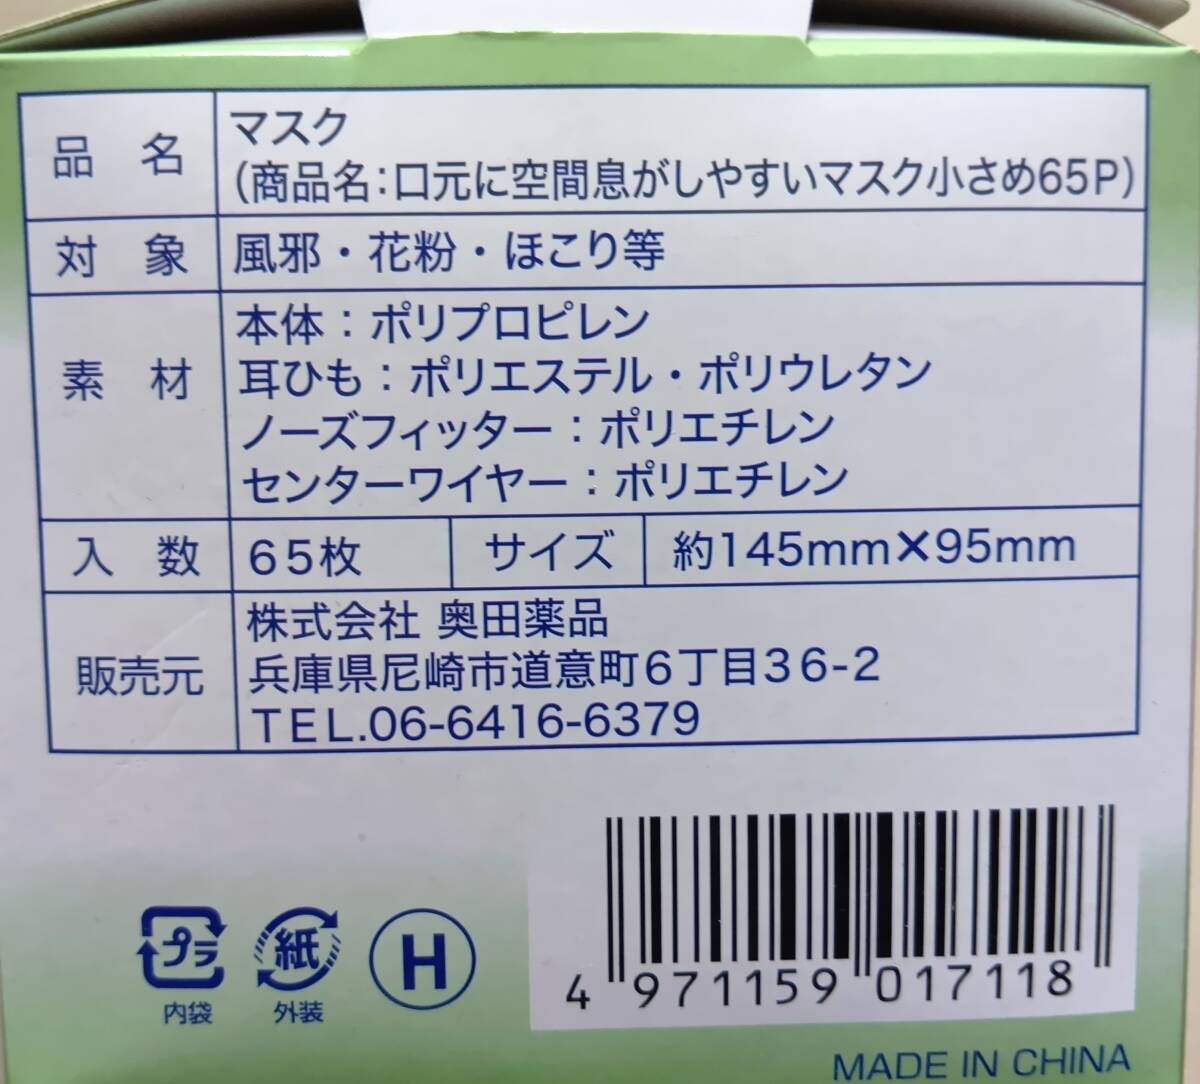 品 名
マスク
(商品名:口元に空間息がしやすいマスク小さめ65P)
対 象
風邪・花粉・ほこり等
素 材
本体:ポリプロピレン
耳ひも:ポリエステル・ポリウレタン
ノーズフィッター:ポリエチレン
センターワイヤー:ポリエチレン
入 数
65枚
サイズ
約145mm×95mm
販売元
株式会社 奥田薬品
兵庫県尼崎市道意町6丁目36-2
TEL.06-6416-6379
プラ
内袋
紙
外装
H
4 971159 017118
MADE IN CHINA